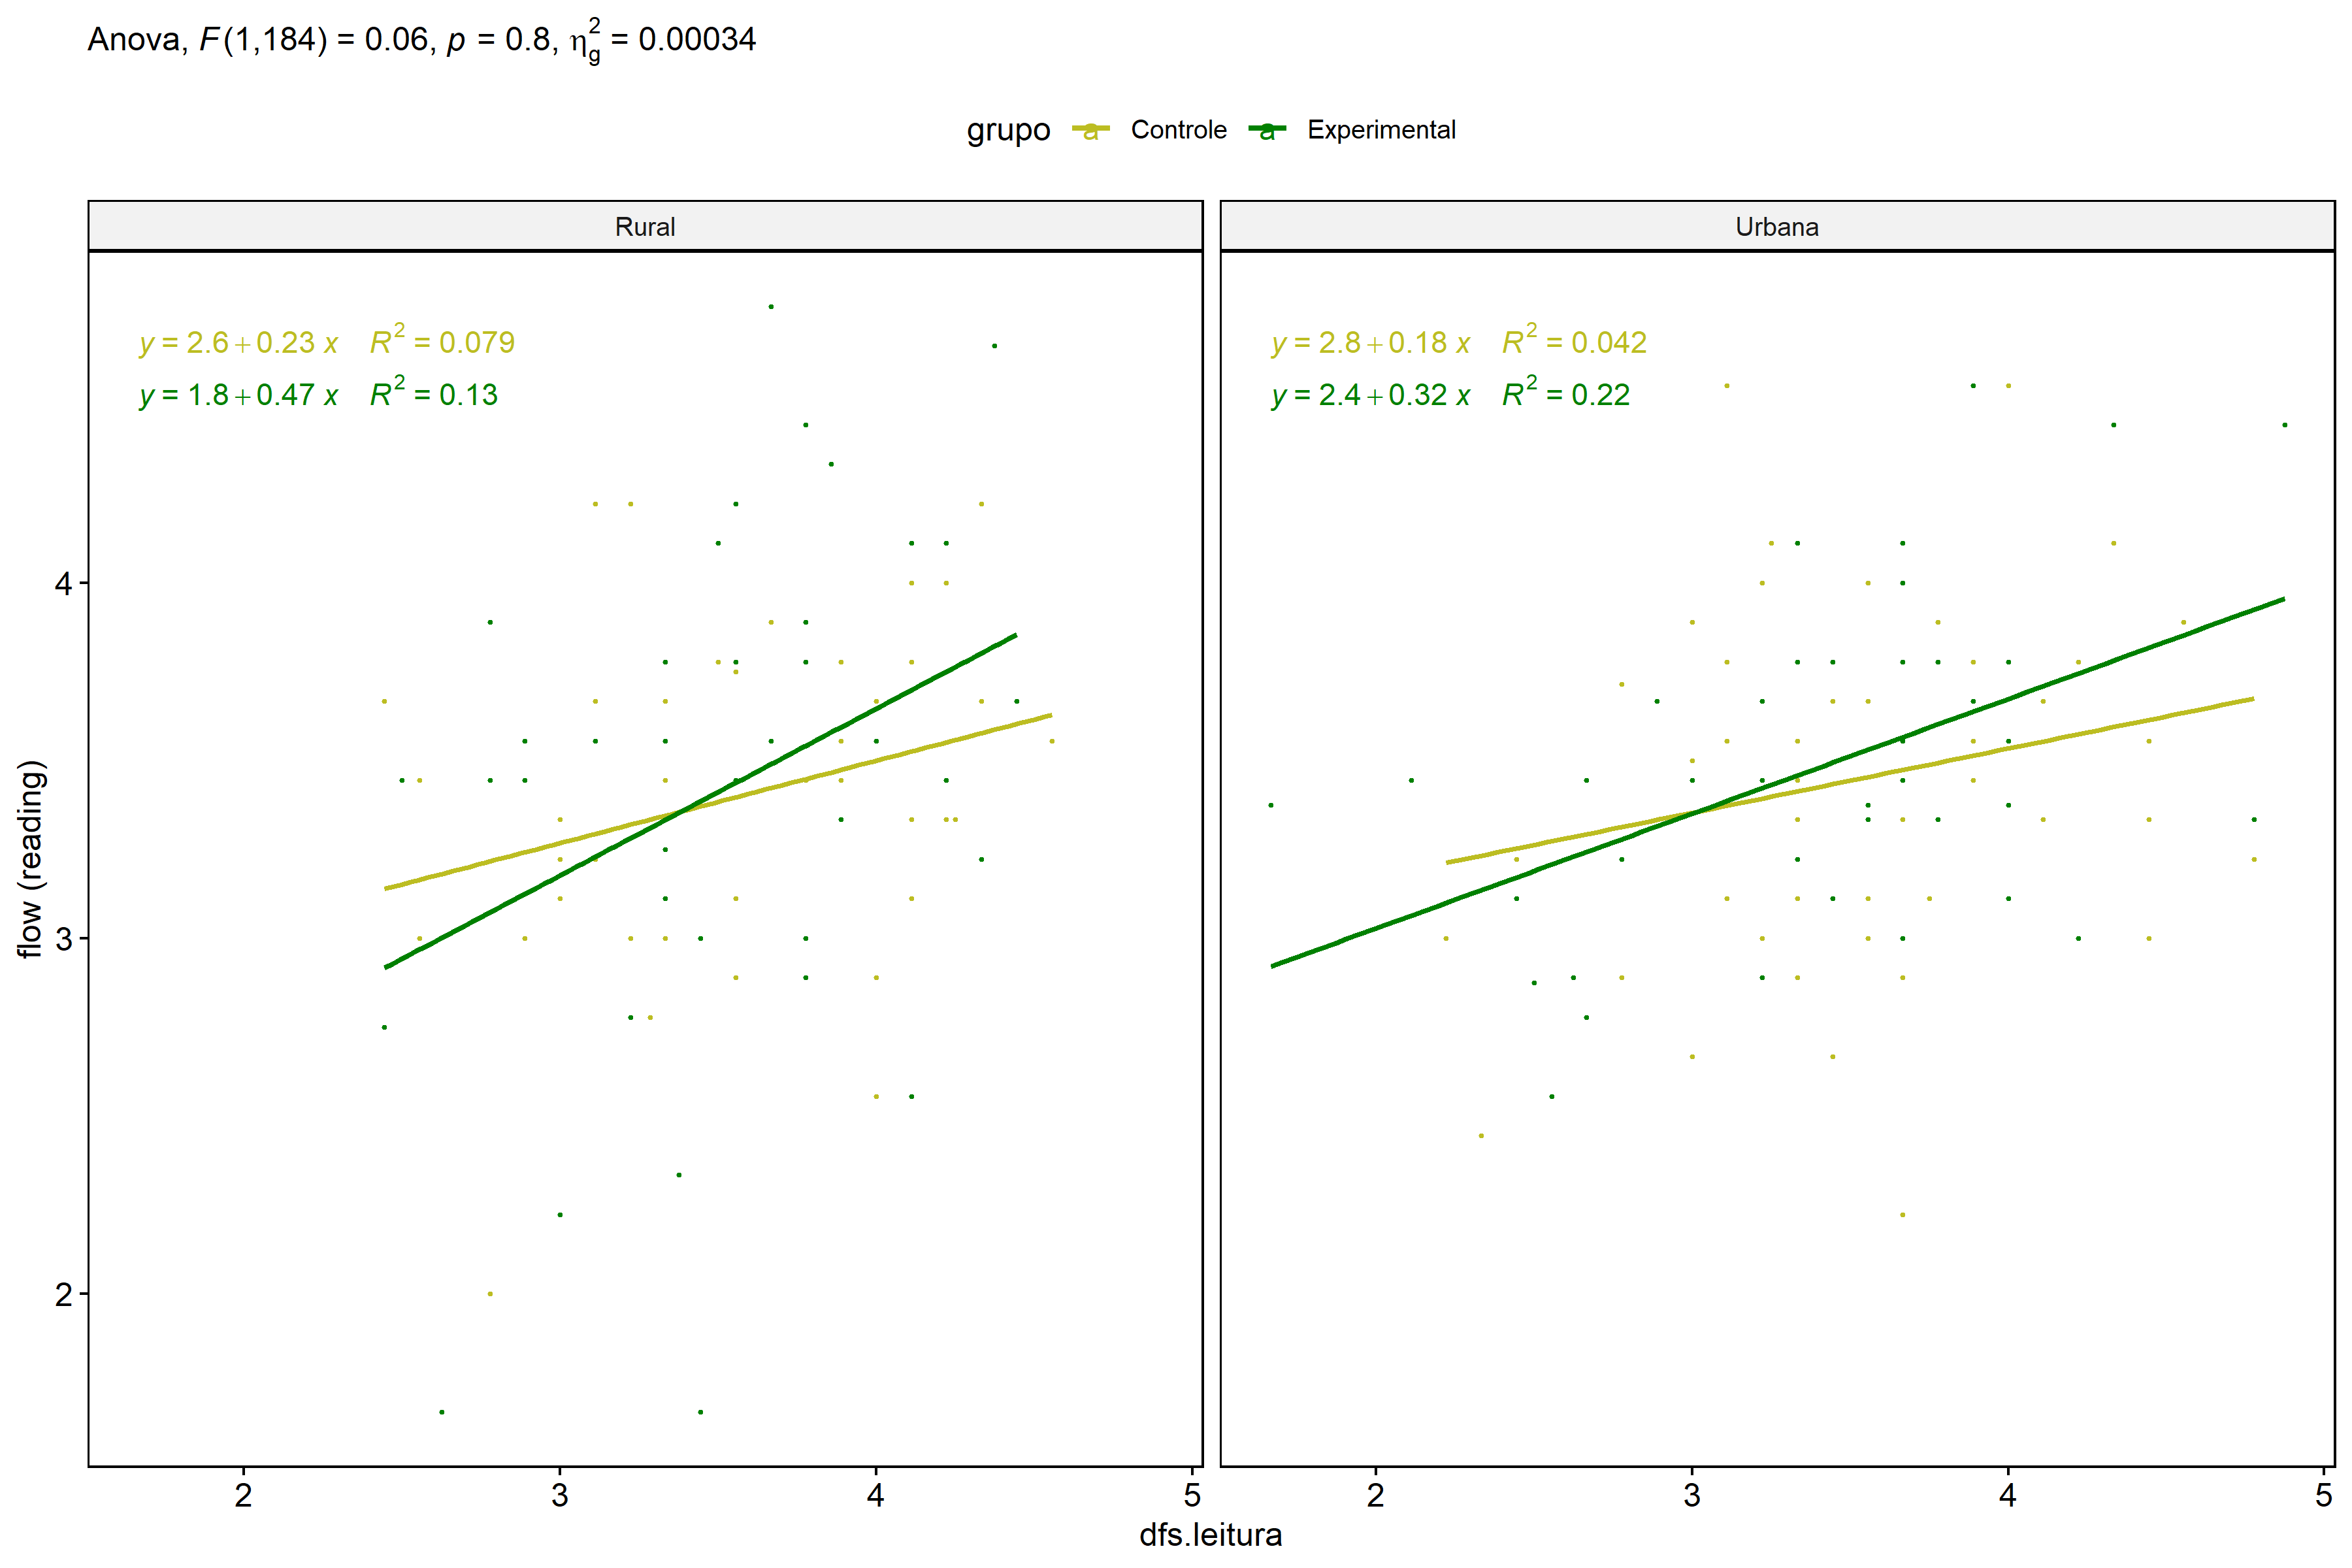 Anova, F(1,184) = 0.06, p = 0.8, η²g = 0.00034
grupo a Controle a Experimental
Rural
Urbana
y = 2.6 + 0.23 x R² = 0.079
y = 1.8 + 0.47 x R² = 0.13
y = 2.8 + 0.18 x R² = 0.042
y = 2.4 + 0.32 x R² = 0.22
flow (reading)
4
3
2
2 3 4 5
2 3 4 5
dfs.leitura